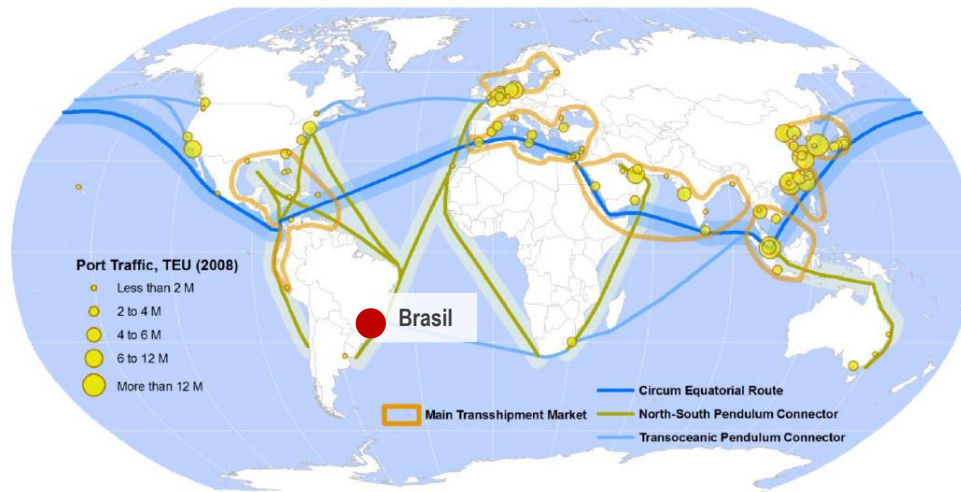 Brasil
Port Traffic, TEU (2008)
Less than 2 M
2 to 4 M
4 to 6 M
6 to 12 M
More than 12 M
Main Transshipment Market
Circum Equatorial Route
North-South Pendulum Connector
Transoceanic Pendulum Connector